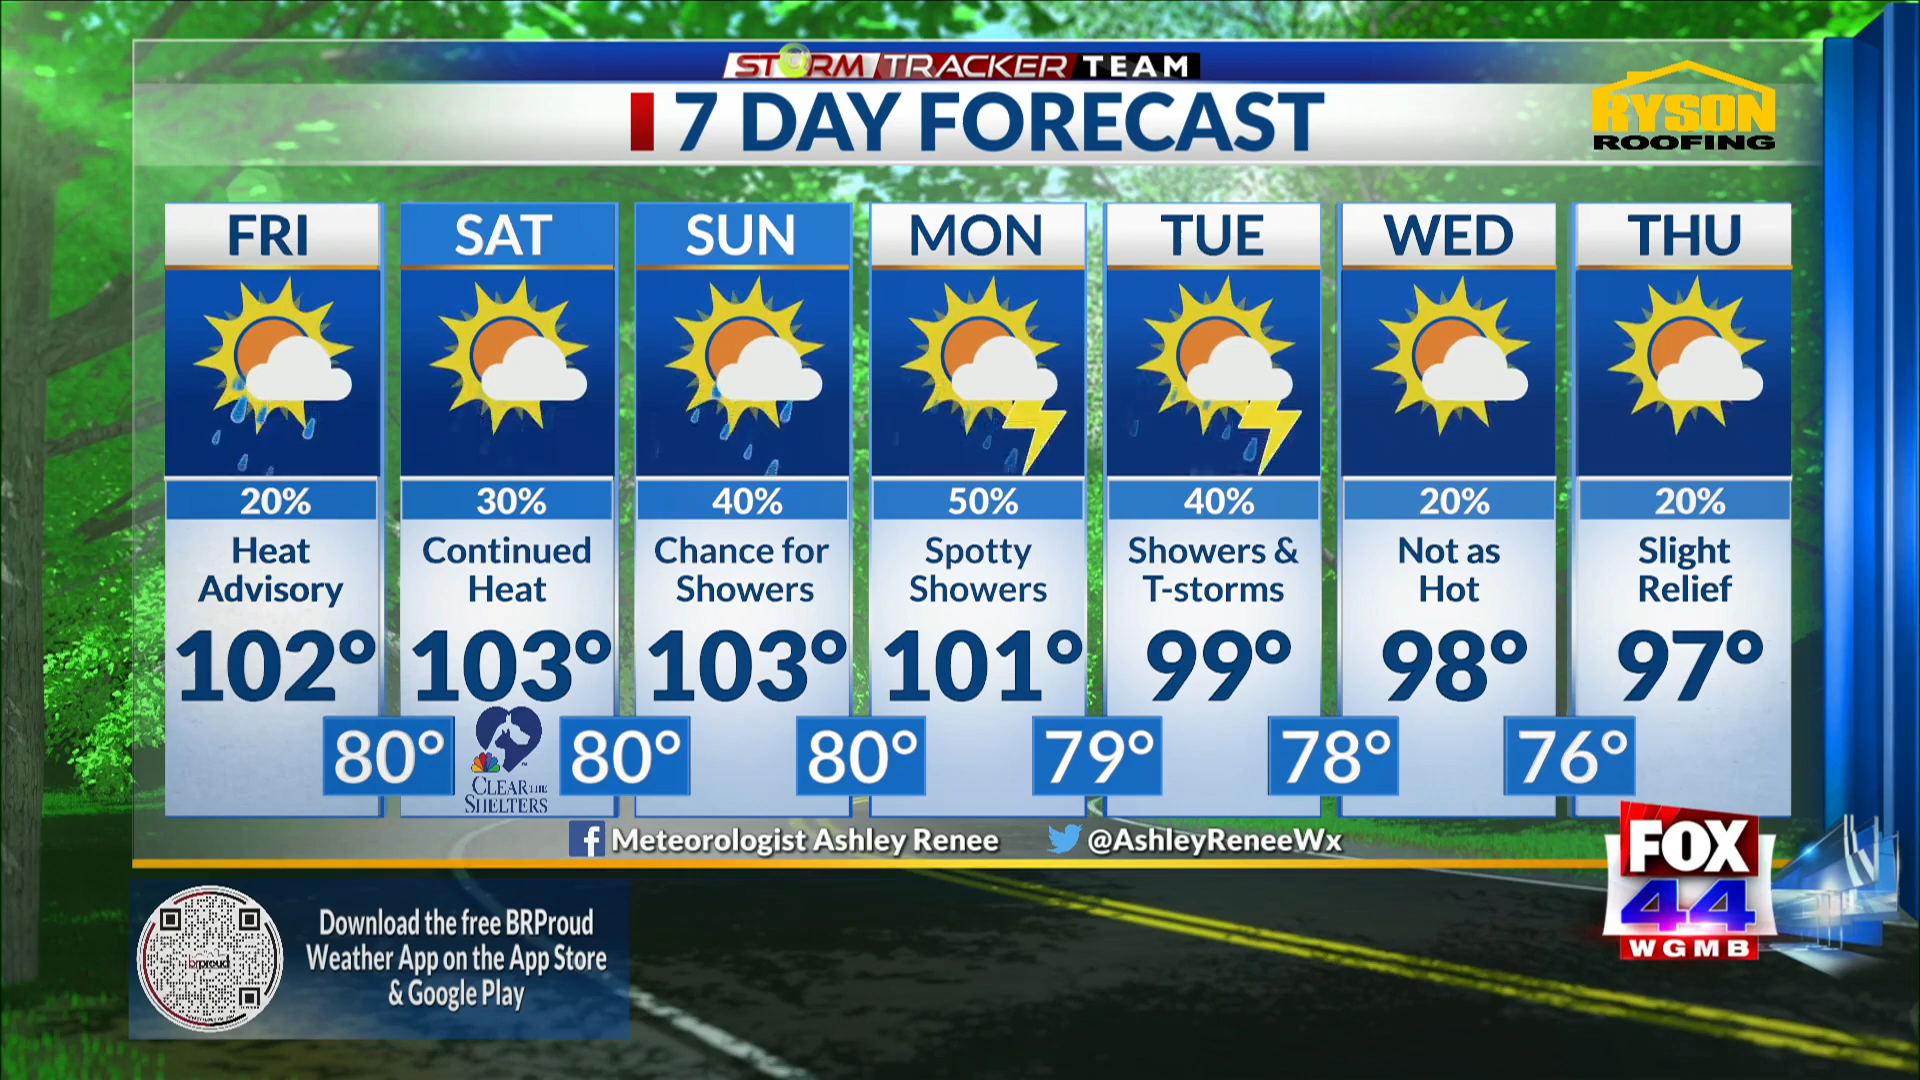 STORM TRACKER TEAM
7 DAY FORECAST
RYSON
ROOFING
FRI
SAT
SUN
MON
TUE
WED
THU
20%
30%
40%
50%
40%
20%
20%
Heat
Advisory
Continued
Heat
Chance for
Showers
Spotty
Showers
Showers &
T-storms
Not as
Hot
Slight
Relief
102°
103°
103°
101°
99°
98°
97°
80°
80°
80°
79°
78°
76°
CLEAR THE
SHELTERS
f Meteorologist Ashley Renee
@AshleyReneeWx
FOX
44
WGMB
brproud
Download the free BRProud
Weather App on the App Store
& Google Play